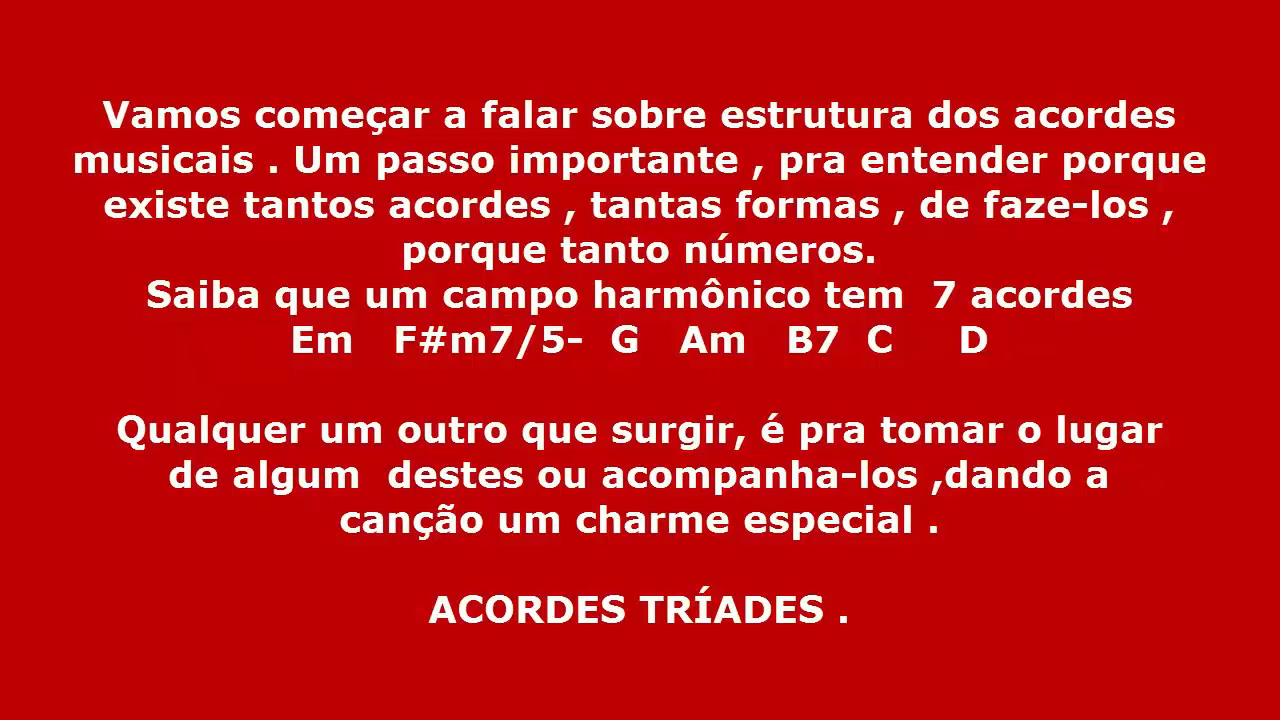 Vamos começar a falar sobre estrutura dos acordes
musicais . Um passo importante , pra entender porque
existe tantos acordes , tantas formas , de faze-los ,
porque tanto números.
Saiba que um campo harmônico tem 7 acordes
Em F#m7/5- G Am B7 C D
Qualquer um outro que surgir, é pra tomar o lugar
de algum destes ou acompanha-los ,dando a
canção um charme especial .
ACORDES TRÍADES .